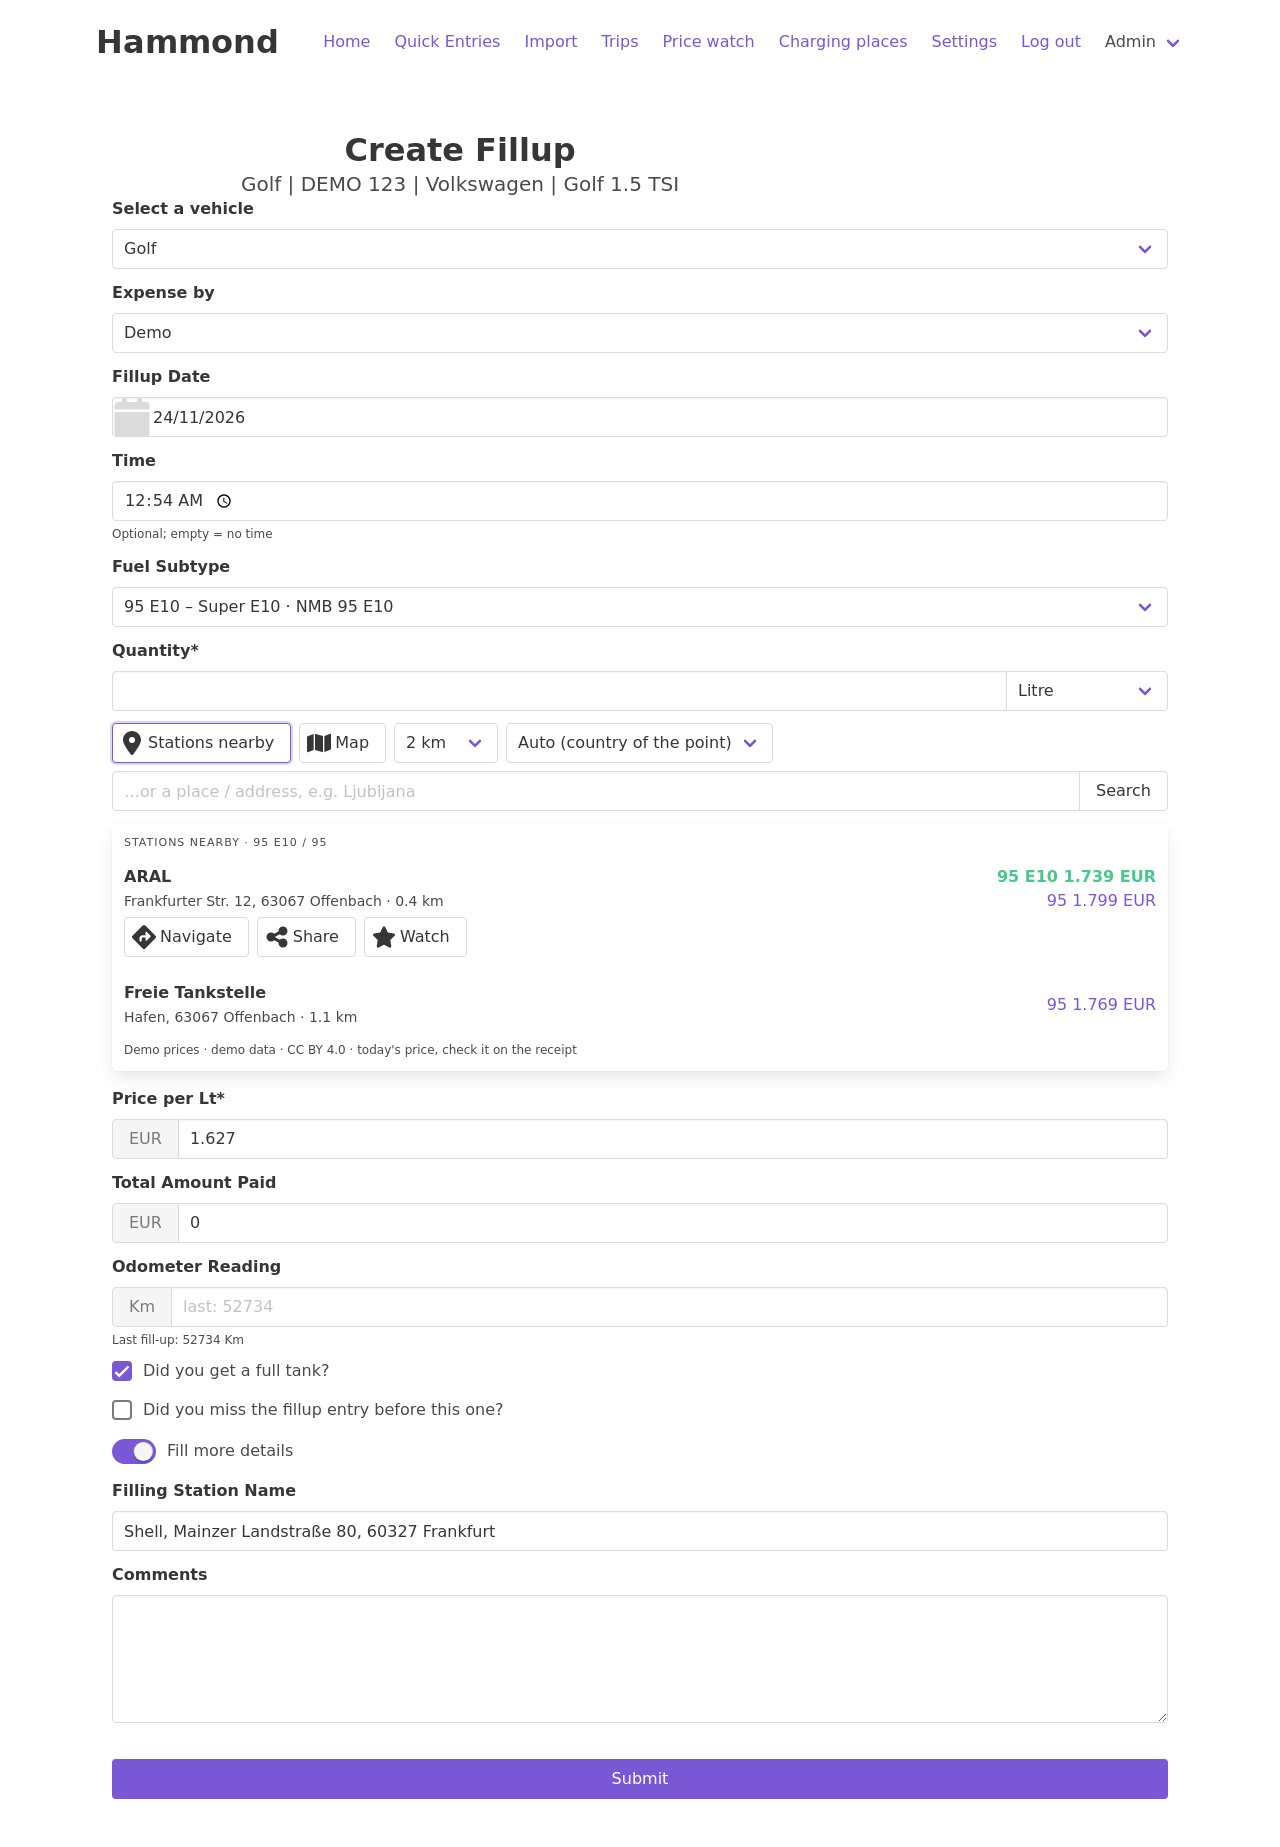 Hammond
Home Quick Entries Import Trips Price watch Charging places Settings Log out Admin
Create Fillup
Golf | DEMO 123 | Volkswagen | Golf 1.5 TSI
Select a vehicle
Golf
Expense by
Demo
Fillup Date
24/11/2026
Time
12:54 AM
Optional; empty = no time
Fuel Subtype
95 E10 – Super E10 · NMB 95 E10
Quantity*
Litre
Stations nearby Map 2 km Auto (country of the point)
...or a place / address, e.g. Ljubljana Search
STATIONS NEARBY · 95 E10 / 95
ARAL 95 E10 1.739 EUR
Frankfurter Str. 12, 63067 Offenbach · 0.4 km 95 1.799 EUR
Navigate Share Watch
Freie Tankstelle
95 1.769 EUR
Hafen, 63067 Offenbach · 1.1 km
Demo prices · demo data · CC BY 4.0 · today's price, check it on the receipt
Price per Lt*
EUR 1.627
Total Amount Paid
EUR 0
Odometer Reading
Km last: 52734
Last fill-up: 52734 Km
Did you get a full tank?
Did you miss the fillup entry before this one?
Fill more details
Filling Station Name
Shell, Mainzer Landstraße 80, 60327 Frankfurt
Comments
Submit